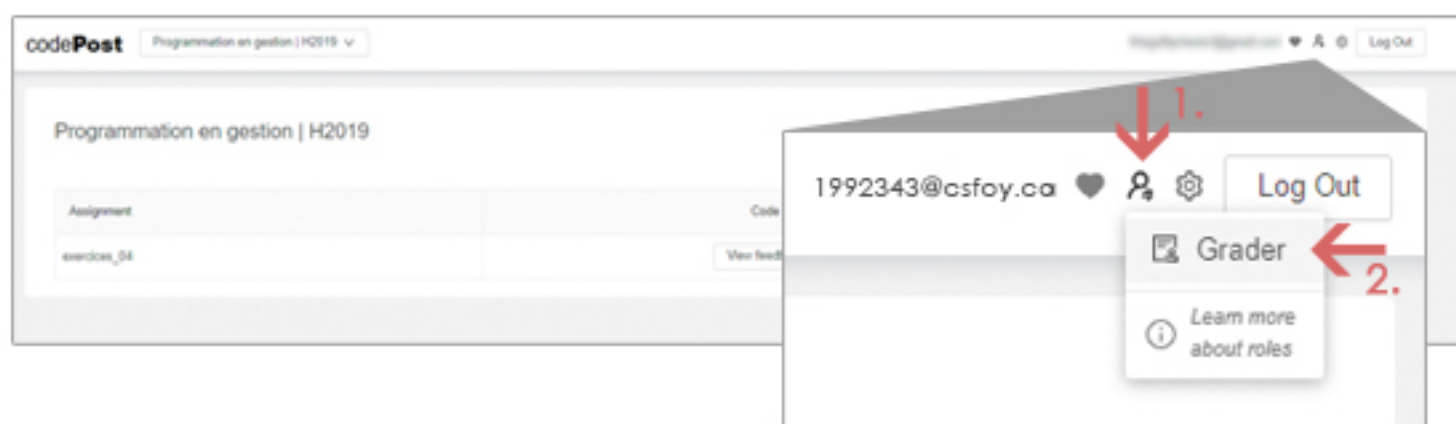 codePost
Programmation en gestion | H2019
Log Out
Programmation en gestion | H2019
Assignment
Code
exercices_04
View feedb
1.
1992343@csfoy.ca
Log Out
Grader
2.
Learn more
about roles